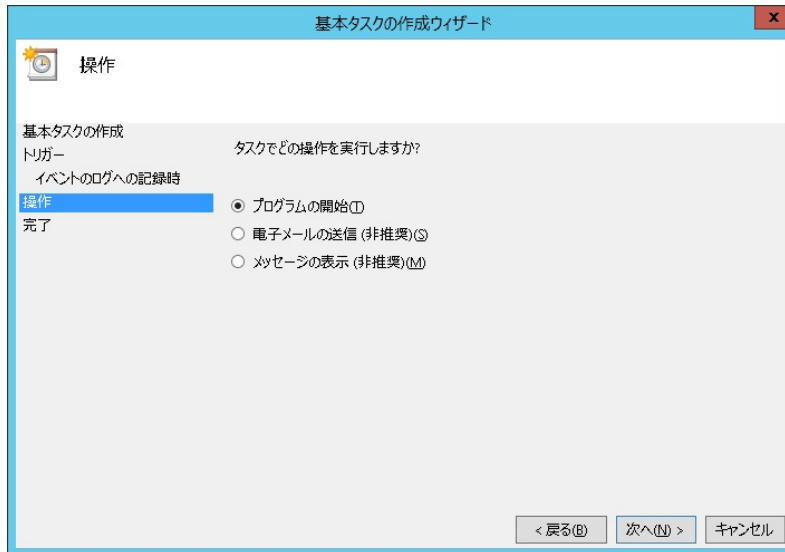 基本タスクの作成ウィザード
x
操作
基本タスクの作成
トリガー
イベントのログへの記録時
操作
完了
タスクでどの操作を実行しますか?
プログラムの開始(T)
電子メールの送信 (非推奨)(S)
メッセージの表示 (非推奨)(M)
< 戻る(B)
次へ(N) >
キャンセル